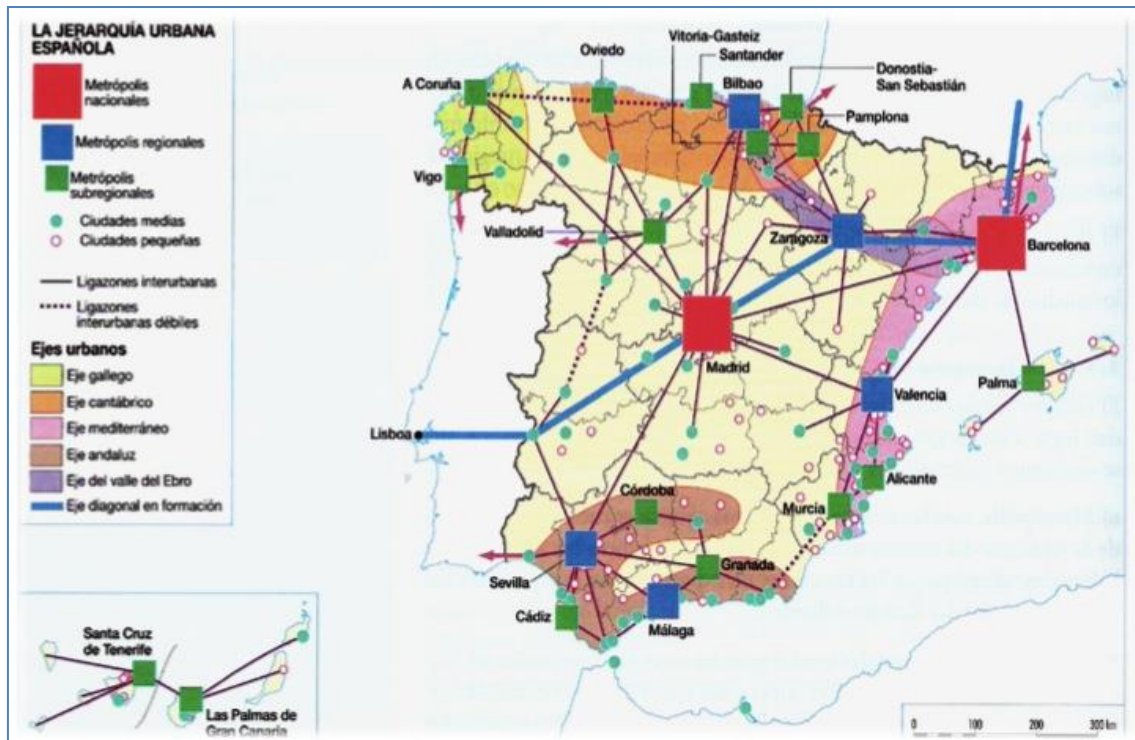 LA JERARQUÍA URBANA
ESPAÑOLA
Metrópolis
nacionales
Metrópolis regionales
Metrópolis
subregionales
Ciudades medias
Ciudades pequeñas
Ligazones interurbanas
Ligazones
interurbanas débiles
Ejes urbanos
Eje gallego
Eje cantábrico
Eje mediterráneo
Eje andaluz
Eje del valle del Ebro
Eje diagonal en formación
Vitoria-Gasteiz
Oviedo
Santander
Bilbao
Donostia-
San Sebastián
A Coruña
Pamplona
Vigo
Valladolid
Zaragoza
Barcelona
Madrid
Palma
Valencia
Lisboa
Alicante
Córdoba
Murcia
Granada
Sevilla
Cádiz
Málaga
Santa Cruz
de Tenerife
Las Palmas de
Gran Canaria
0 100 200 300 km